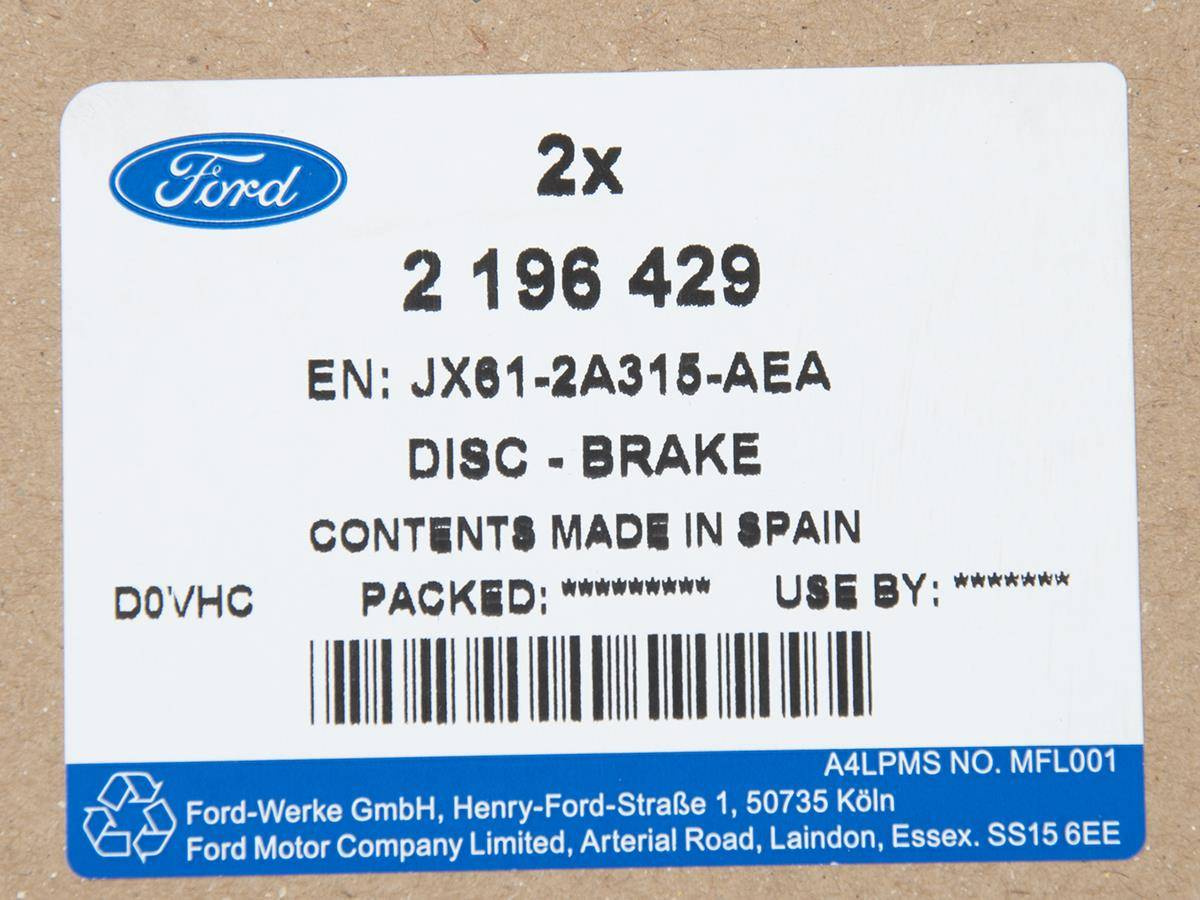 Ford
2x
2 196 429
EN: JX61-2A315-AEA
DISC - BRAKE
CONTENTS MADE IN SPAIN
D0VHC PACKED: ********* USE BY: *******
A4LPMS NO. MFL001
Ford-Werke GmbH, Henry-Ford-Straße 1, 50735 Köln
Ford Motor Company Limited, Arterial Road, Laindon, Essex. SS15 6EE